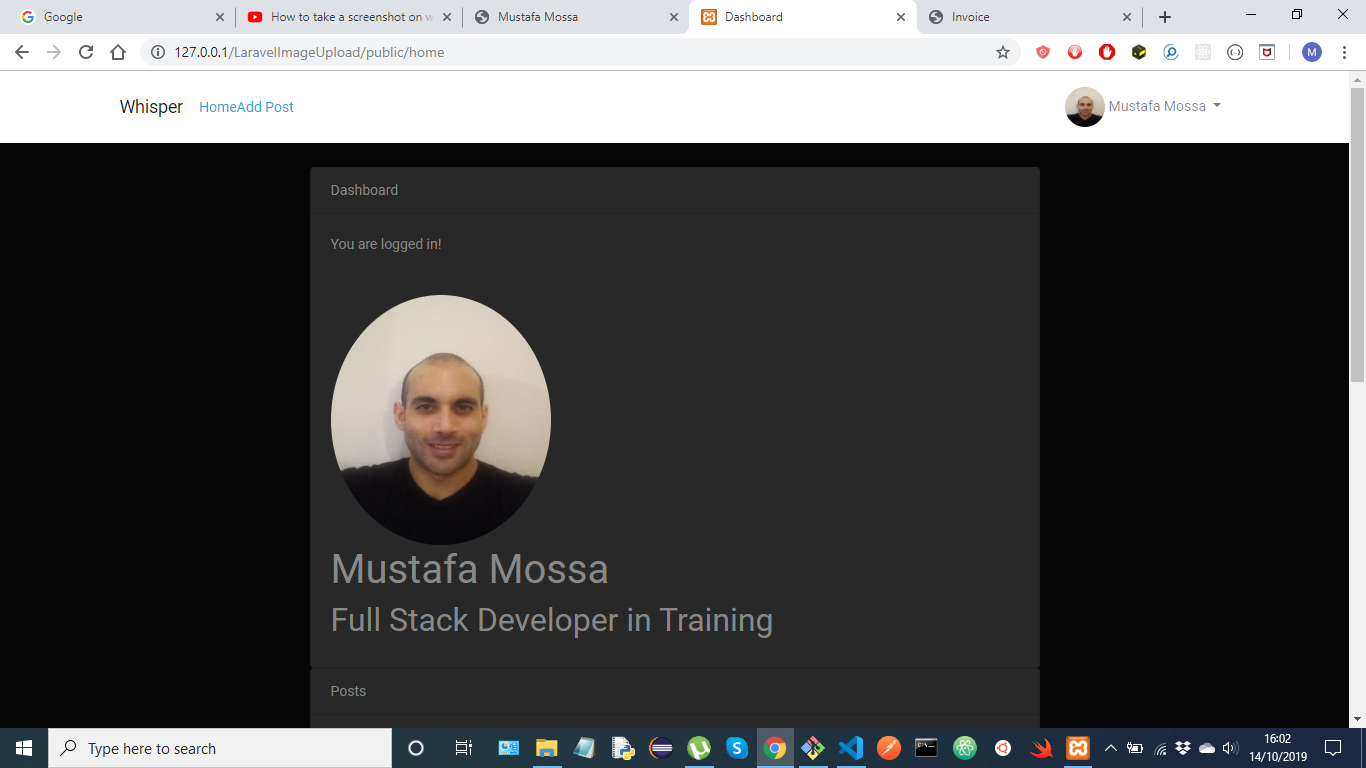 Google
How to take a screenshot on w
Mustafa Mossa
Dashboard
Invoice
127.0.0.1/LaravelImageUpload/public/home
M
Whisper
Home
Add Post
Mustafa Mossa
Dashboard
You are logged in!
Mustafa Mossa
Full Stack Developer in Training
Posts
Type here to search
16:02
14/10/2019